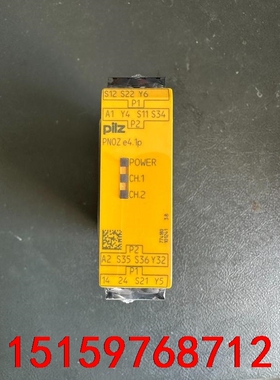 S12 S22 Y6
P1
A1 Y4 S11 S34
P2
pilz
PNOZ e4.1p
POWER
CH.1
CH.2
P2
A2 S35 S36 Y32
P1
14 24 S21 Y5
15159768712